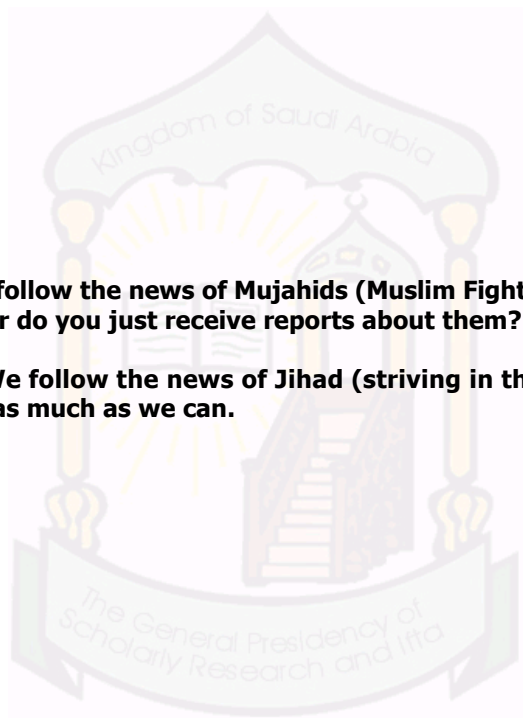 Kingdom of Saudi Arabia
follow the news of Mujahids (Muslim Fight
r do you just receive reports about them?
We follow the news of Jihad (striving in th
as much as we can.
The General Presidency of
Scholarly Research and Ifta